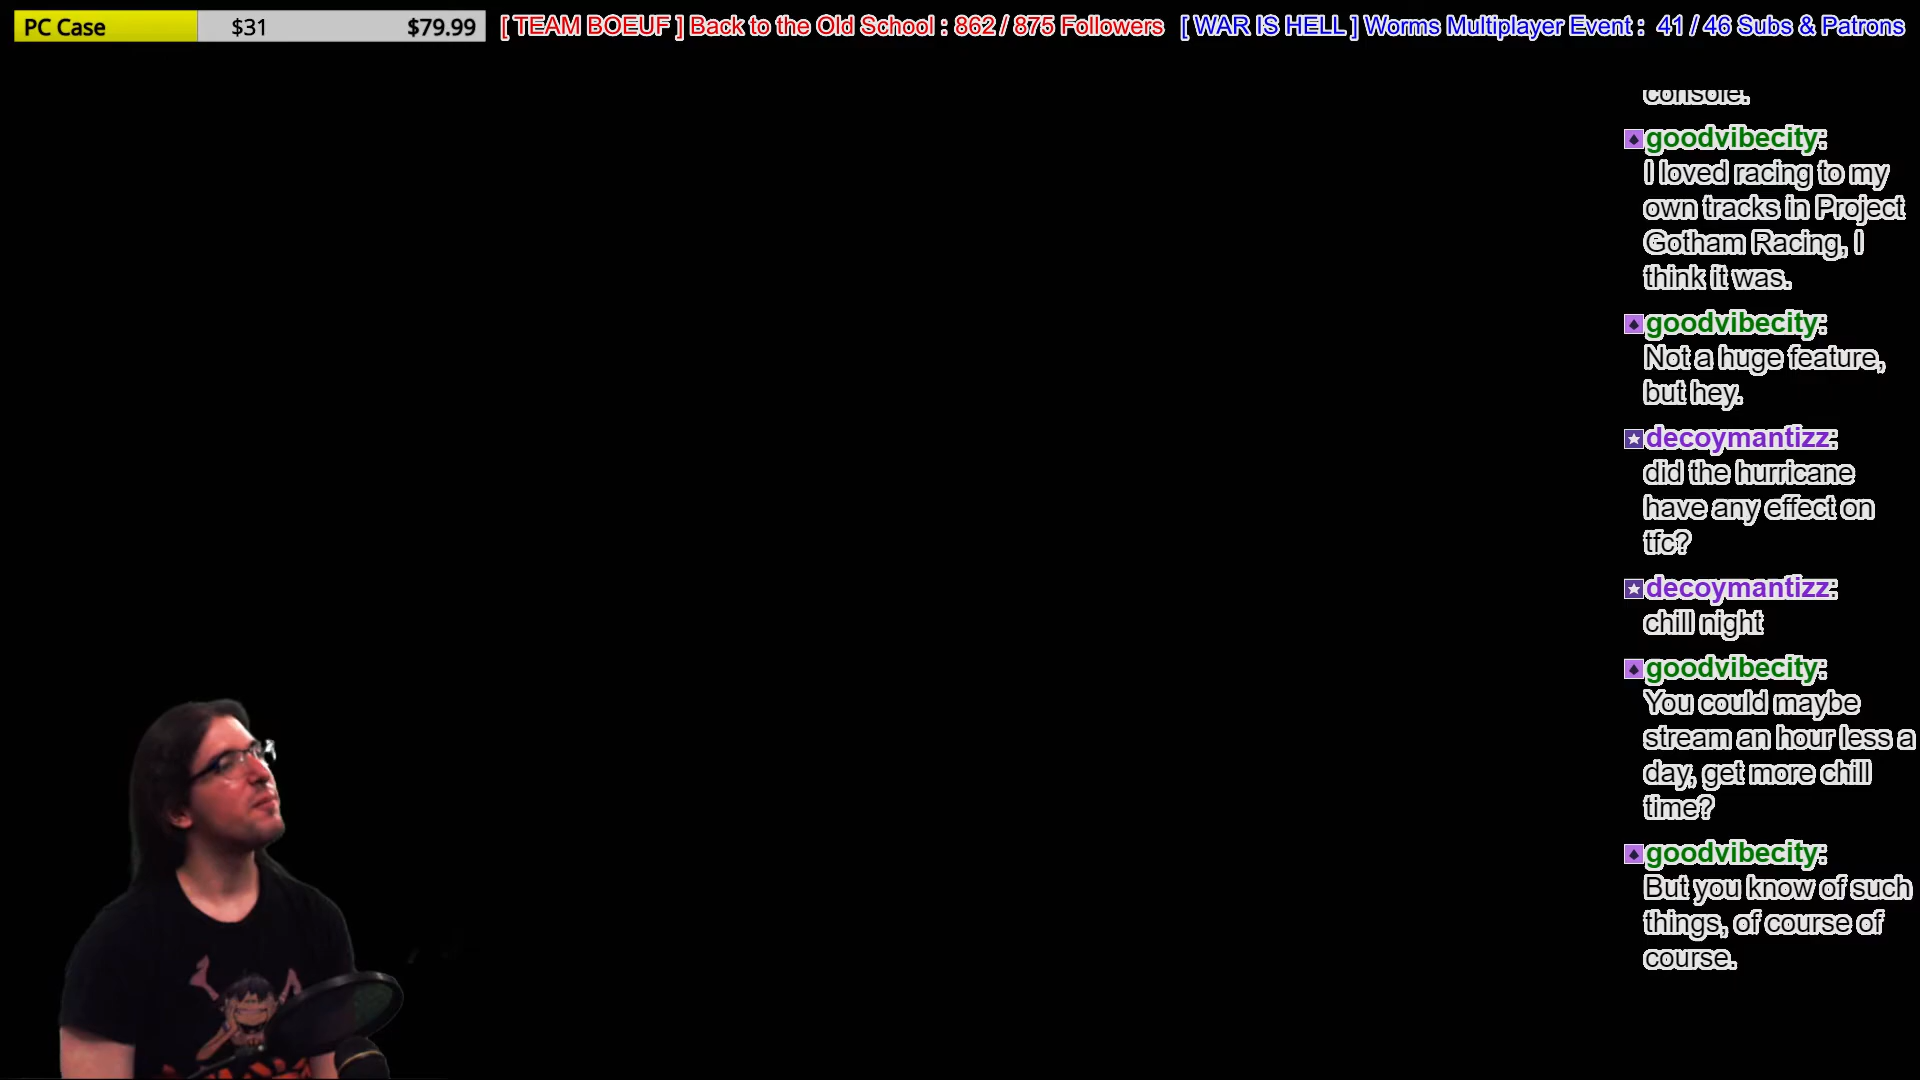 PC Case $31 $79.99
[ TEAM BOEUF ] Back to the Old School : 862 / 875 Followers
[ WAR IS HELL ] Worms Multiplayer Event : 41 / 46 Subs & Patrons
console.
goodvibecity:
I loved racing to my
own tracks in Project
Gotham Racing, I
think it was.
goodvibecity:
Not a huge feature,
but hey.
decoymantizz:
did the hurricane
have any effect on
tfc?
decoymantizz:
chill night
goodvibecity:
You could maybe
stream an hour less a
day, get more chill
time?
goodvibecity:
But you know of such
things, of course of
course.